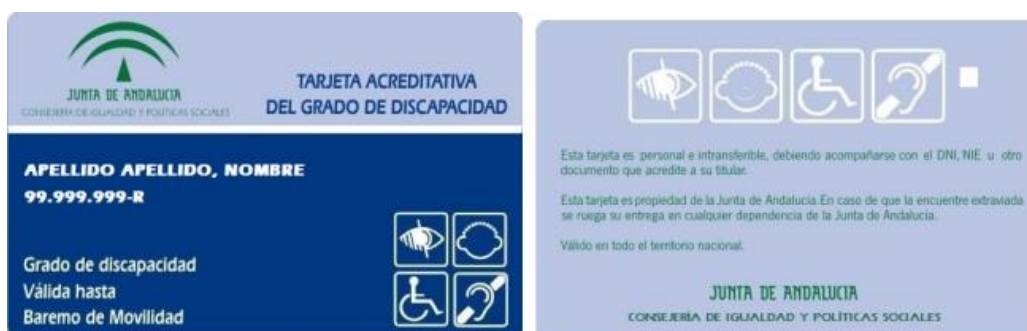 JUNTA DE ANDALUCIA
CONSEJERÍA DE IGUALDAD Y POLÍTICAS SOCIALES
TARJETA ACREDITATIVA
DEL GRADO DE DISCAPACIDAD
APELLIDO APELLIDO, NOMBRE
99.999.999-R
Grado de discapacidad
Válida hasta
Baremo de Movilidad
Esta tarjeta es personal e intransferible, debiendo acompañarse con el DNI, NIE u otro
documento que acredite a su titular.
Esta tarjeta es propiedad de la Junta de Andalucía. En caso de que la encuentre extraviada
se ruega su entrega en cualquier dependencia de la Junta de Andalucía.
Válido en todo el territorio nacional.
JUNTA DE ANDALUCIA
CONSEJERÍA DE IGUALDAD Y POLÍTICAS SOCIALES